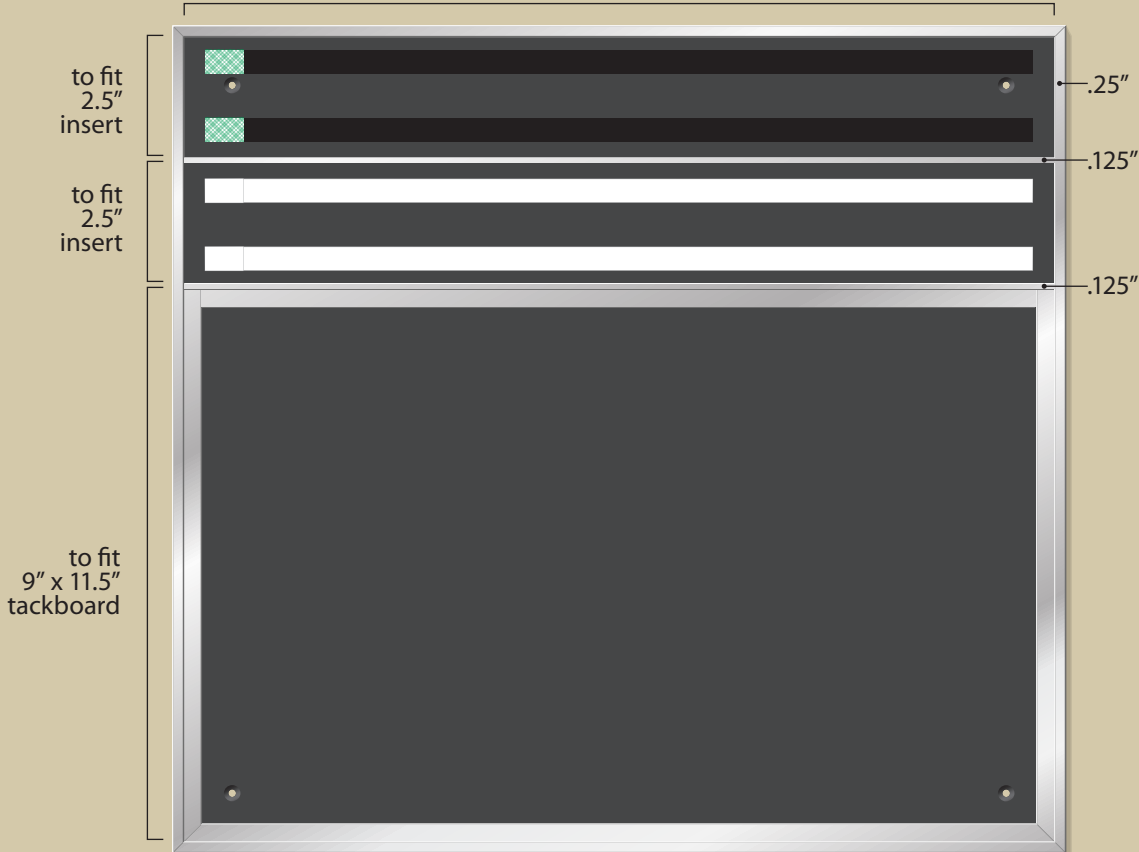 to fit
2.5”
insert
.25”
.125”
to fit
2.5”
insert
.125”
to fit
9” x 11.5”
tackboard